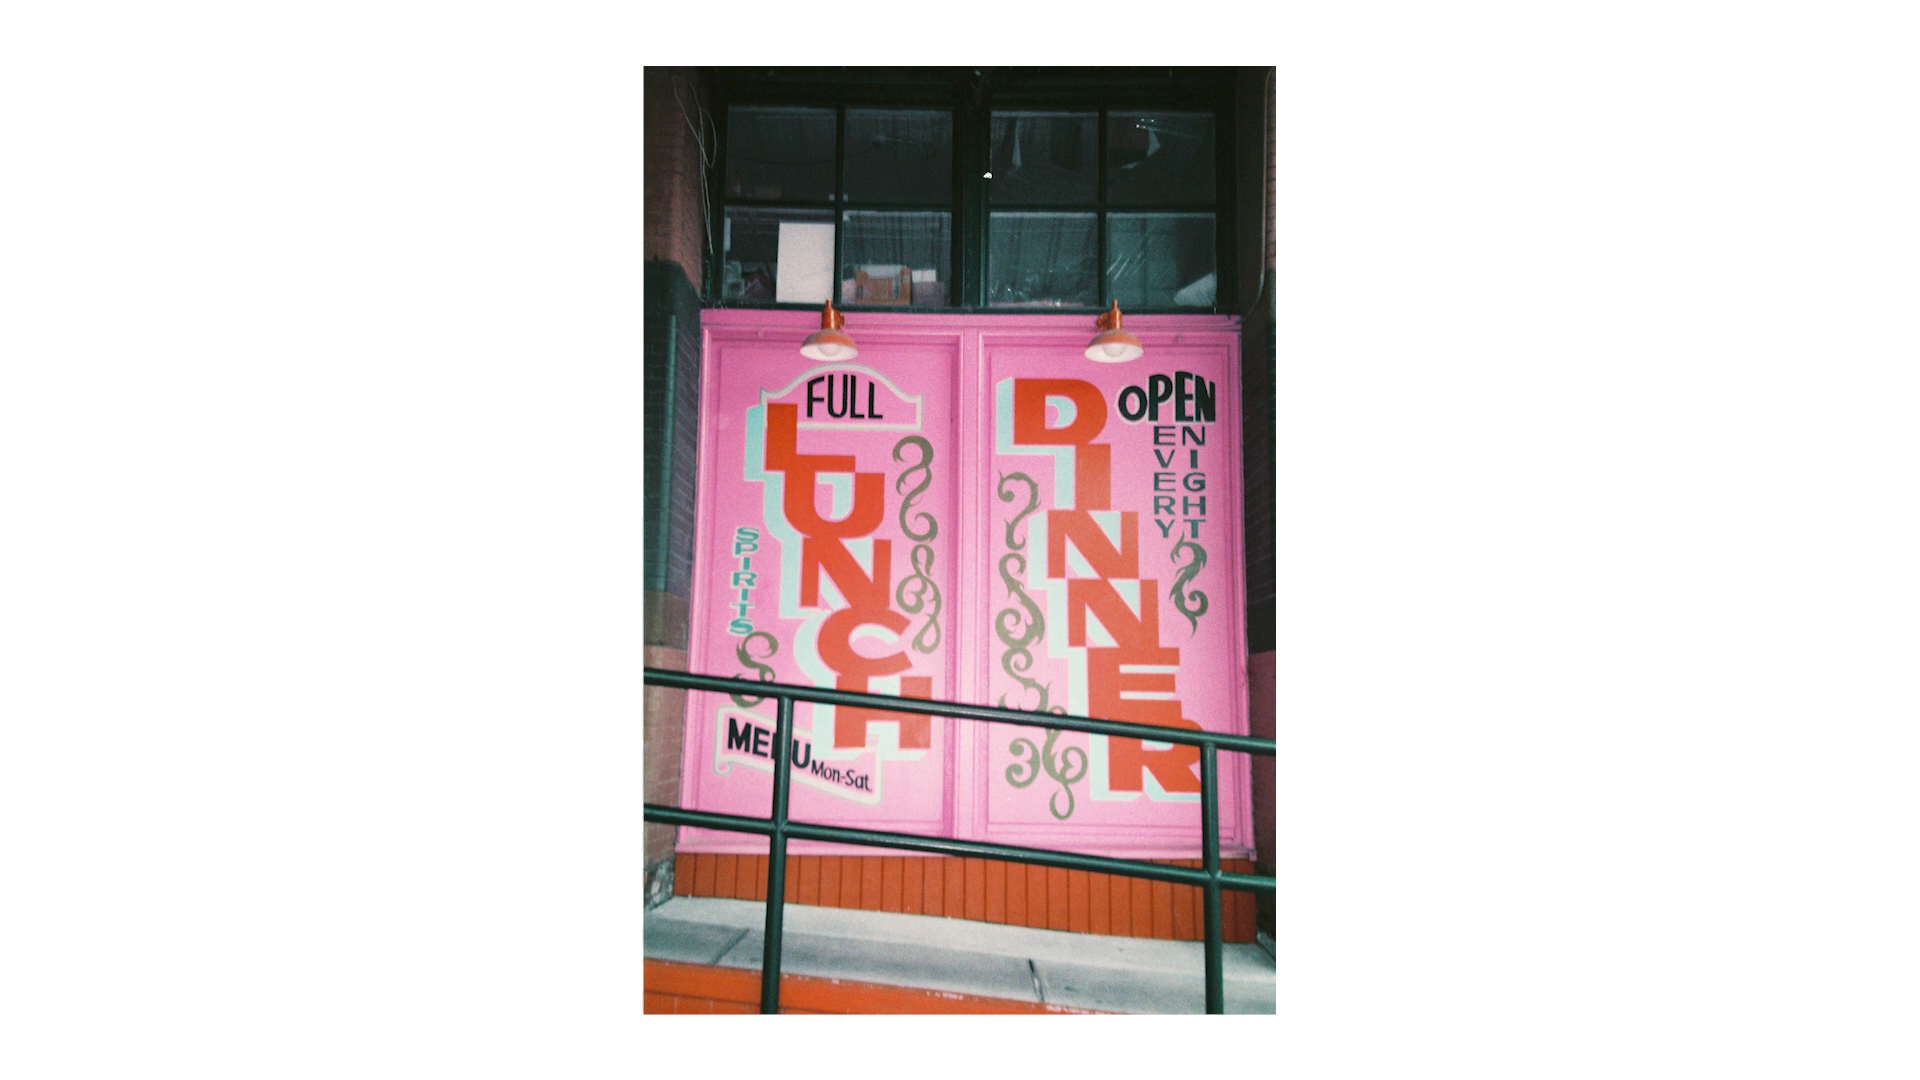 FULL
LUNCH
SPIRITS
MENU Mon-Sat.
DINNER
OPEN
EVERY
NIGHT